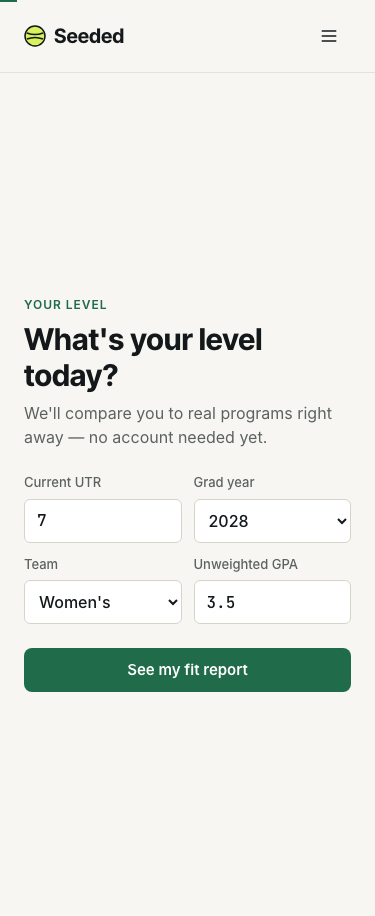 Seeded
YOUR LEVEL
What's your level
today?
We'll compare you to real programs right
away — no account needed yet.
Current UTR
Grad year
7
2028
Team
Unweighted GPA
Women's
3.5
See my fit report